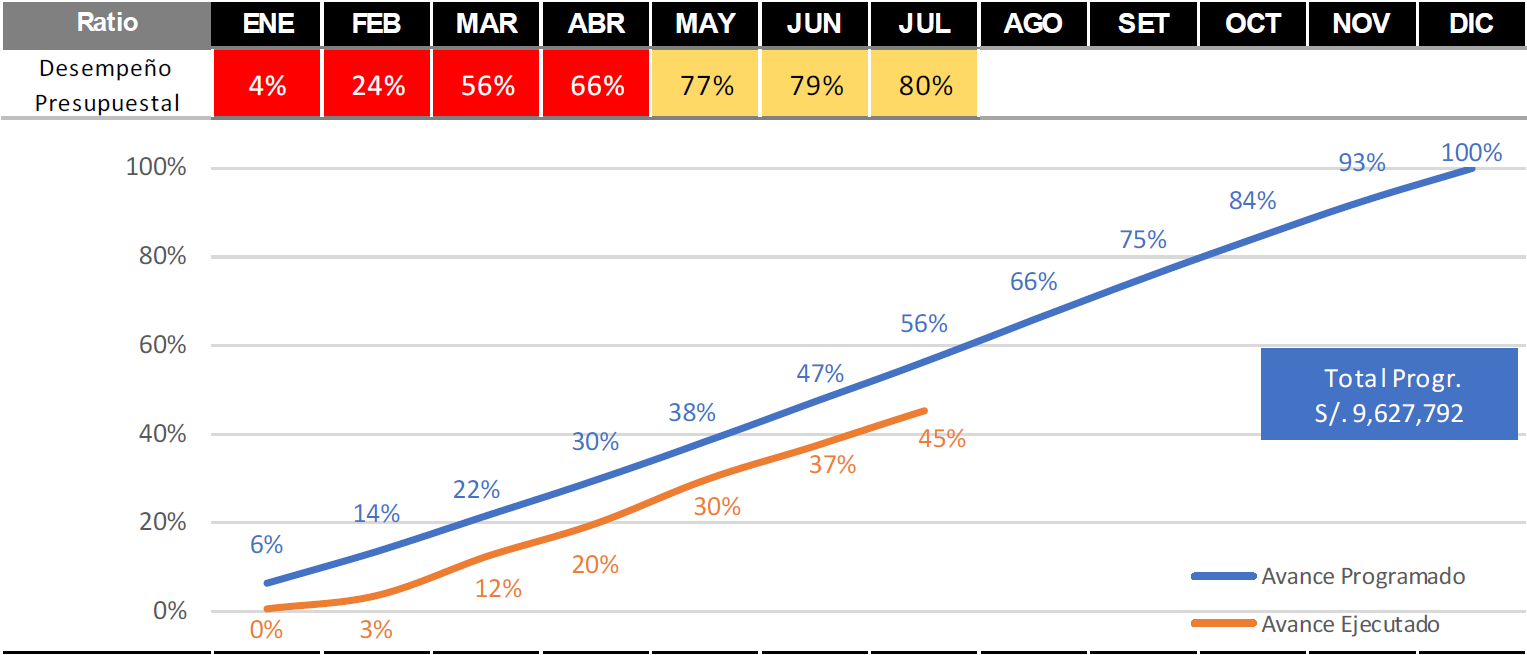 Ratio ENE FEB MAR ABR MAY JUN JUL AGO SET OCT NOV DIC
Desempeño
Presupuestal
4% 24% 56% 66% 77% 79% 80%
100%
80%
60%
40%
20%
0%
6% 14% 22% 30% 38% 47% 56% 66% 75% 84% 93% 100%
0% 3% 12% 20% 30% 37% 45%
Total Progr.
S/. 9,627,792
Avance Programado
Avance Ejecutado